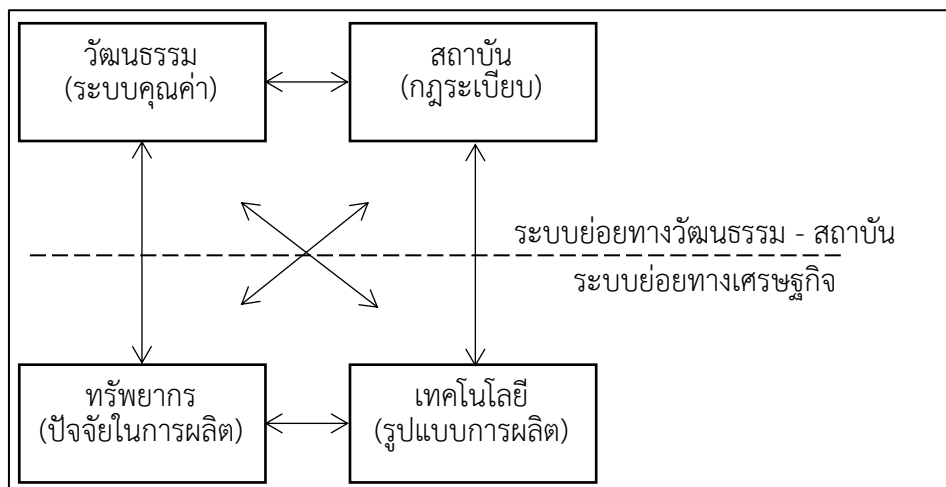 วัฒนธรรม
(ระบบคุณค่า)
สถาบัน
(กฎระเบียบ)
ระบบย่อยทางวัฒนธรรม - สถาบัน
ระบบย่อยทางเศรษฐกิจ
ทรัพยากร
(ปัจจัยในการผลิต)
เทคโนโลยี
(รูปแบบการผลิต)